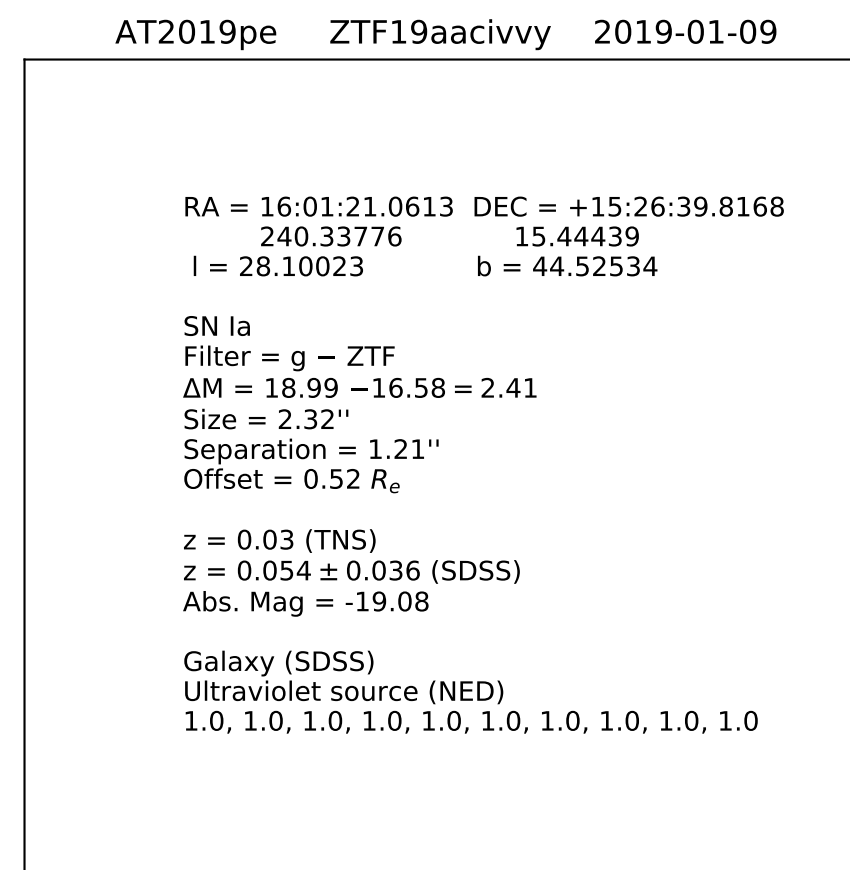 AT2019pe ZTF19aacivvy 2019-01-09
RA = 16:01:21.0613 DEC = +15:26:39.8168
240.33776 15.44439
l = 28.10023 b = 44.52534
SN Ia
Filter = g − ZTF
ΔM = 18.99 −16.58 = 2.41
Size = 2.32''
Separation = 1.21''
Offset = 0.52 Re
z = 0.03 (TNS)
z = 0.054 ± 0.036 (SDSS)
Abs. Mag = -19.08
Galaxy (SDSS)
Ultraviolet source (NED)
1.0, 1.0, 1.0, 1.0, 1.0, 1.0, 1.0, 1.0, 1.0, 1.0